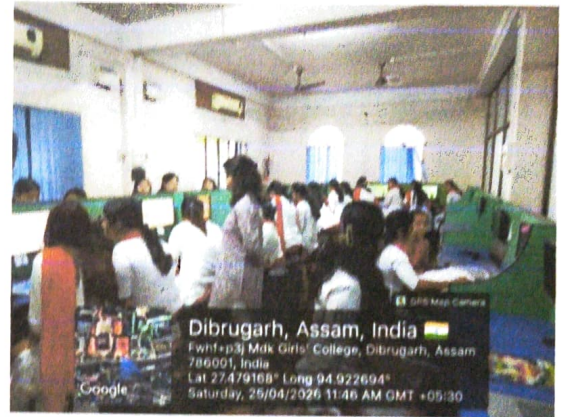 GPS Map Camera
Dibrugarh, Assam, India
Fwhf+p3j Mdk Girls' College, Dibrugarh, Assam
786001, India
Lat 27.479168° Long 94.922694°
Saturday, 25/04/2026 11:46 AM GMT +05:30
Google